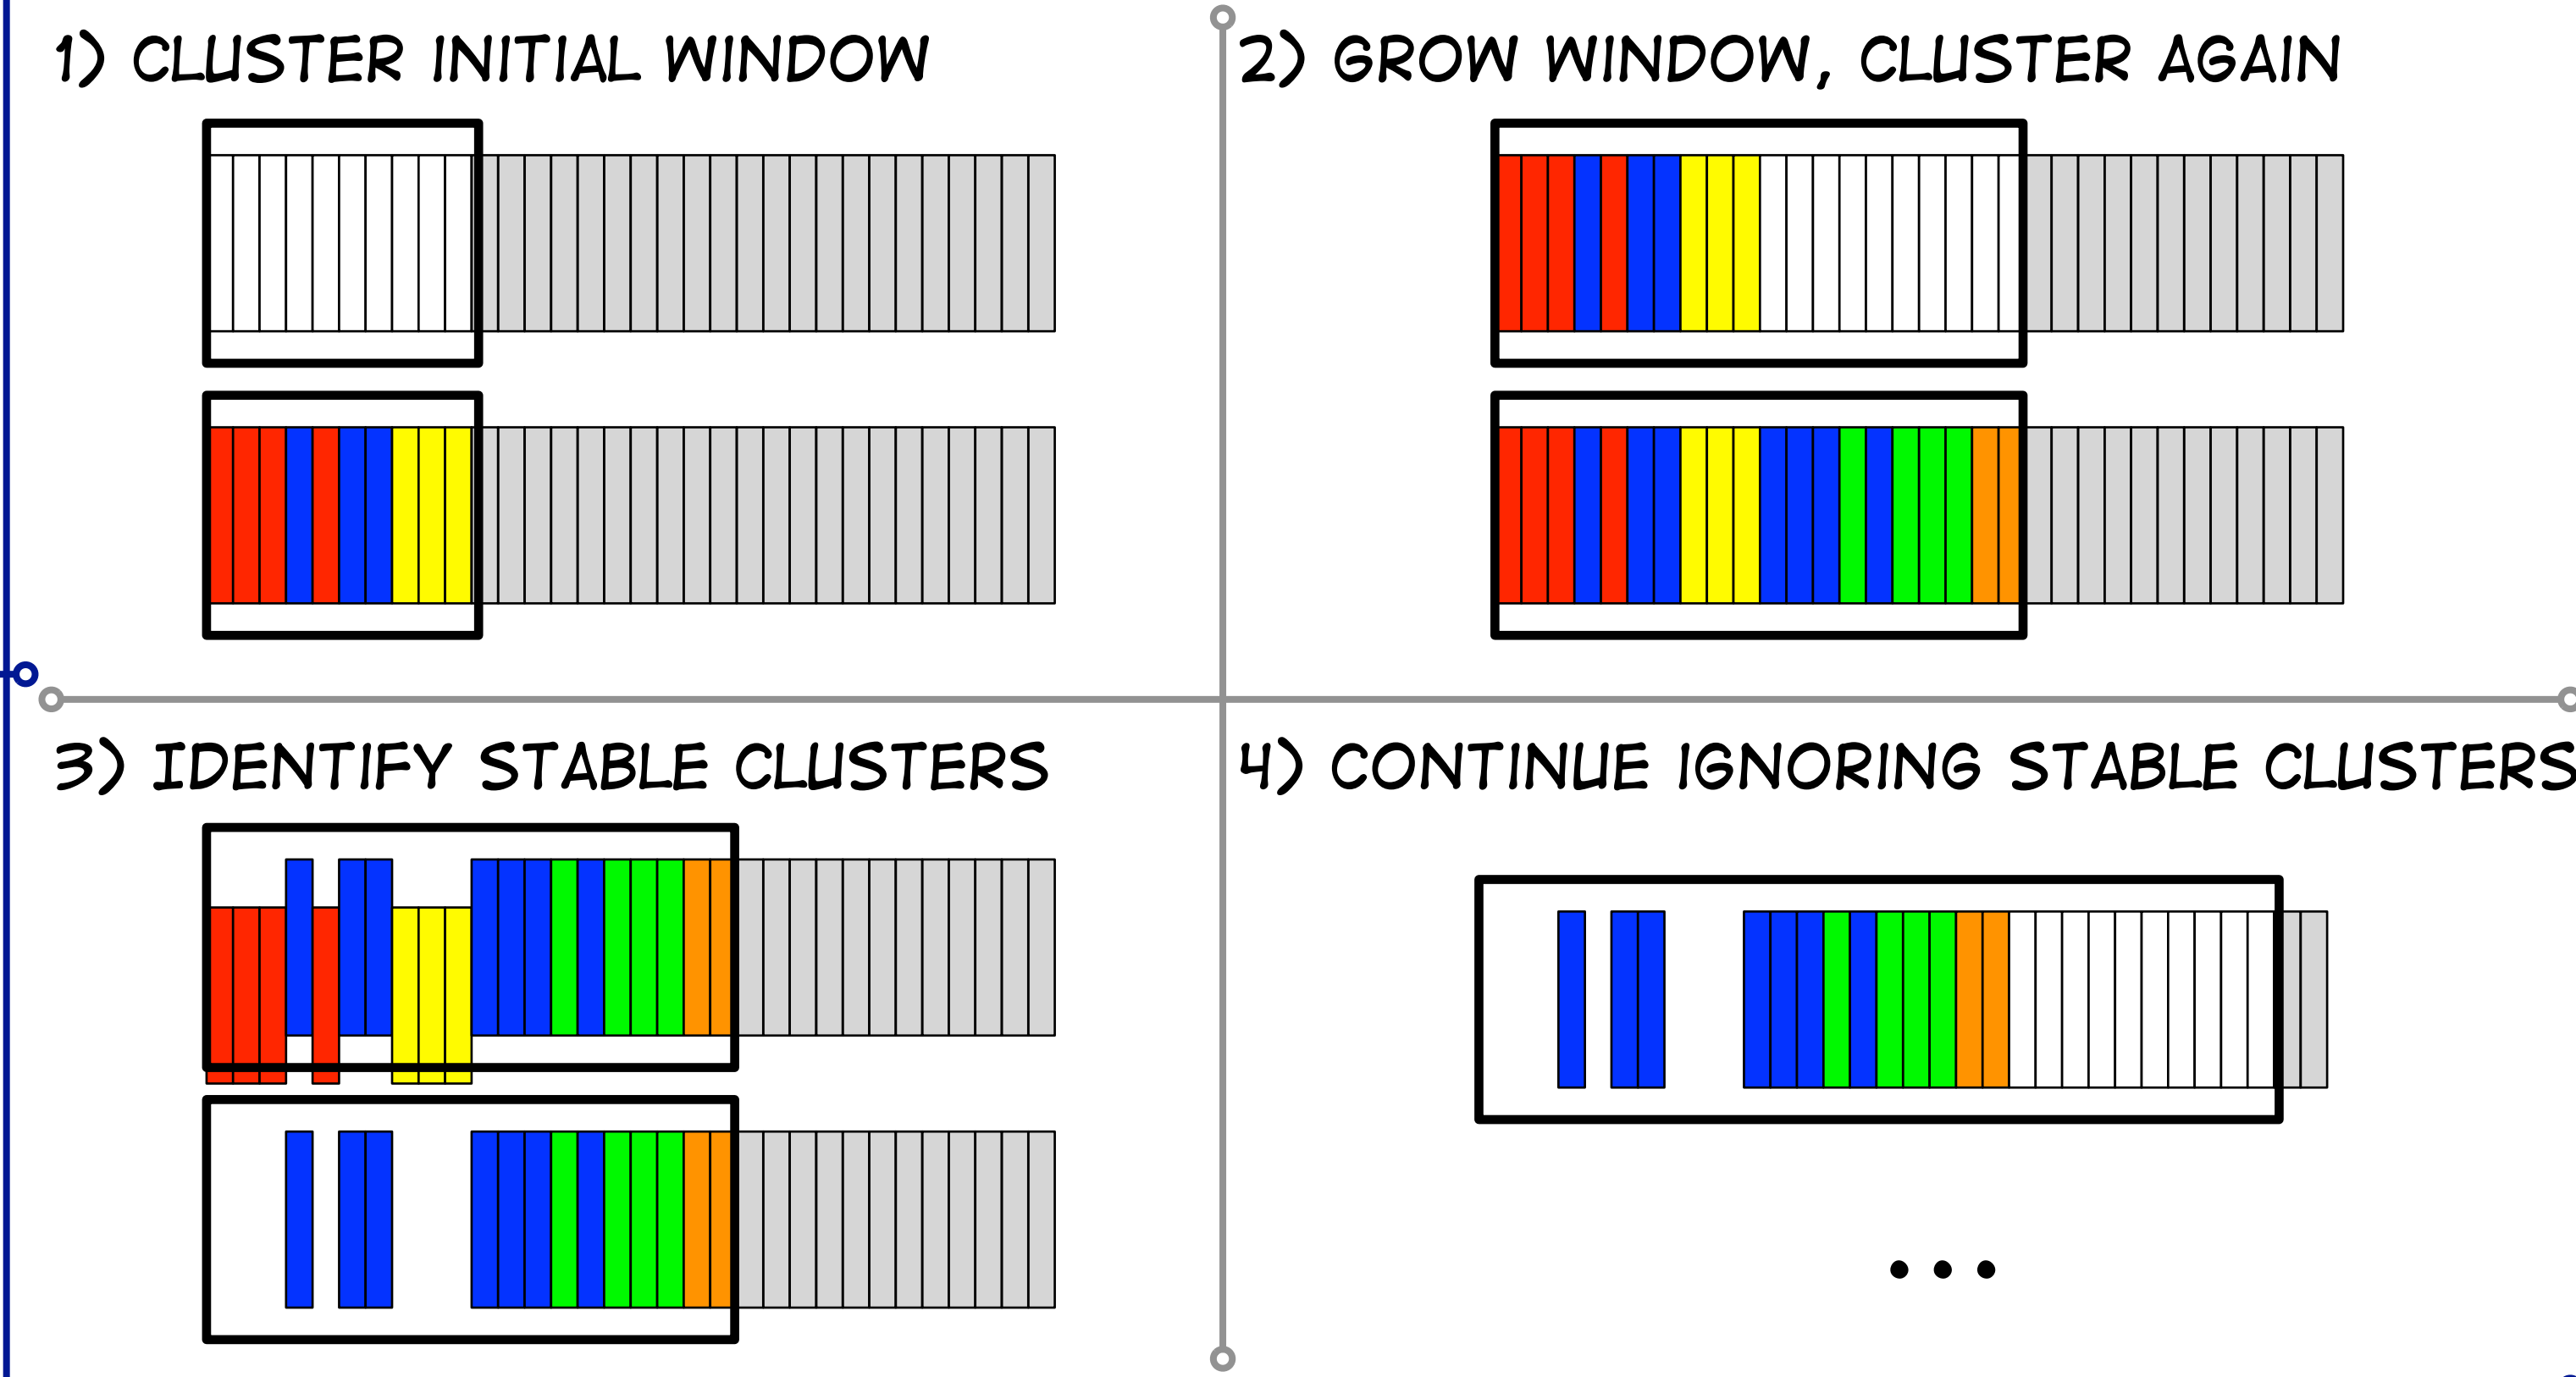 1) CLUSTER INITIAL WINDOW
2) GROW WINDOW, CLUSTER AGAIN
3) IDENTIFY STABLE CLUSTERS
4) CONTINUE IGNORING STABLE CLUSTERS
...